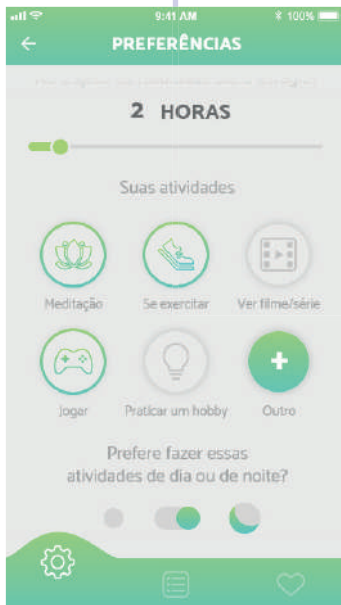 9:41 AM 100%
PREFERÊNCIAS
2 HORAS
Suas atividades
Meditação Se exercitar Ver filme/série
Jogar Praticar um hobby Outro
Prefere fazer essas
atividades de dia ou de noite?